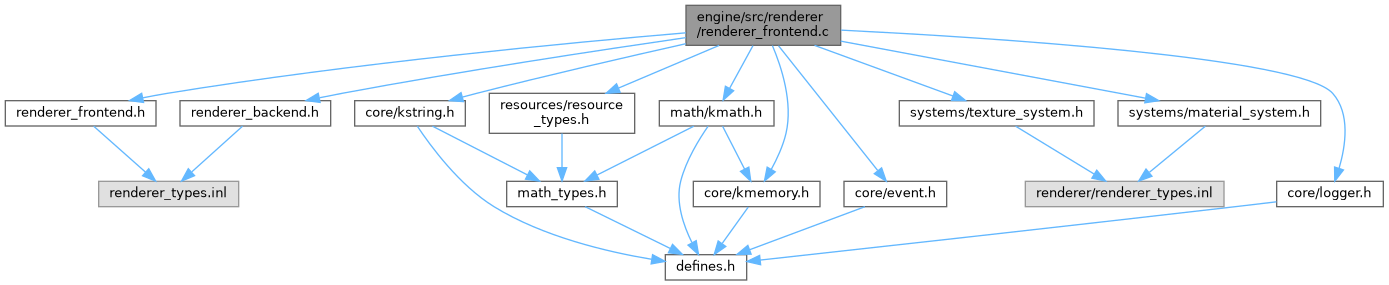 engine/src/renderer
/renderer_frontend.c
renderer_frontend.h
renderer_backend.h
core/kstring.h
resources/resource
_types.h
math/kmath.h
systems/texture_system.h
systems/material_system.h
renderer_types.inl
math_types.h
core/kmemory.h
core/event.h
renderer/renderer_types.inl
core/logger.h
defines.h